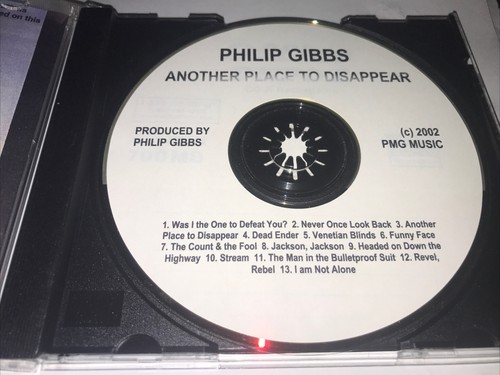 ed on this
PHILIP GIBBS
ANOTHER PLACE TO DISAPPEAR
PRODUCED BY
PHILIP GIBBS
(c) 2002
PMG MUSIC
1. Was I the One to Defeat You? 2. Never Once Look Back 3. Another
Place to Disappear 4. Dead Ender 5. Venetian Blinds 6. Funny Face
7. The Count & the Fool 8. Jackson, Jackson 9. Headed on Down the
Highway 10. Stream 11. The Man in the Bulletproof Suit 12. Revel,
Rebel 13. I am Not Alone